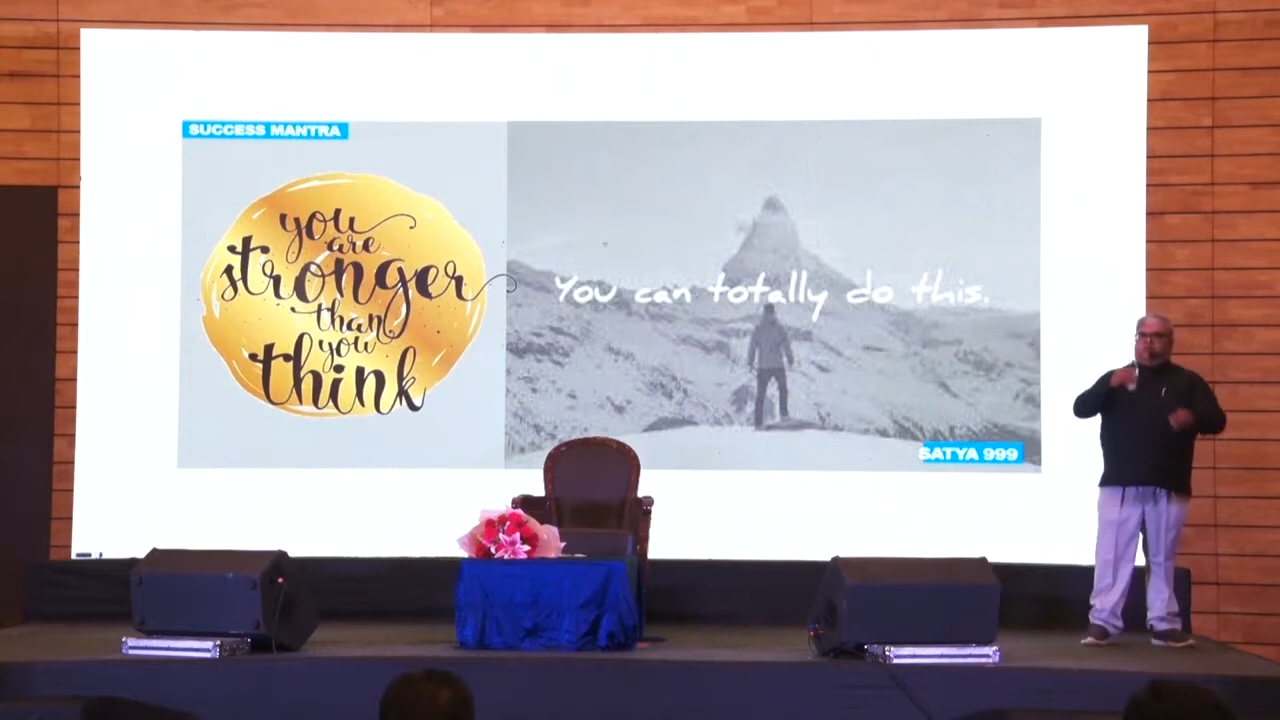 SUCCESS MANTRA
you
are
stronger
than
you
think
You can totally do this.
SATYA 999